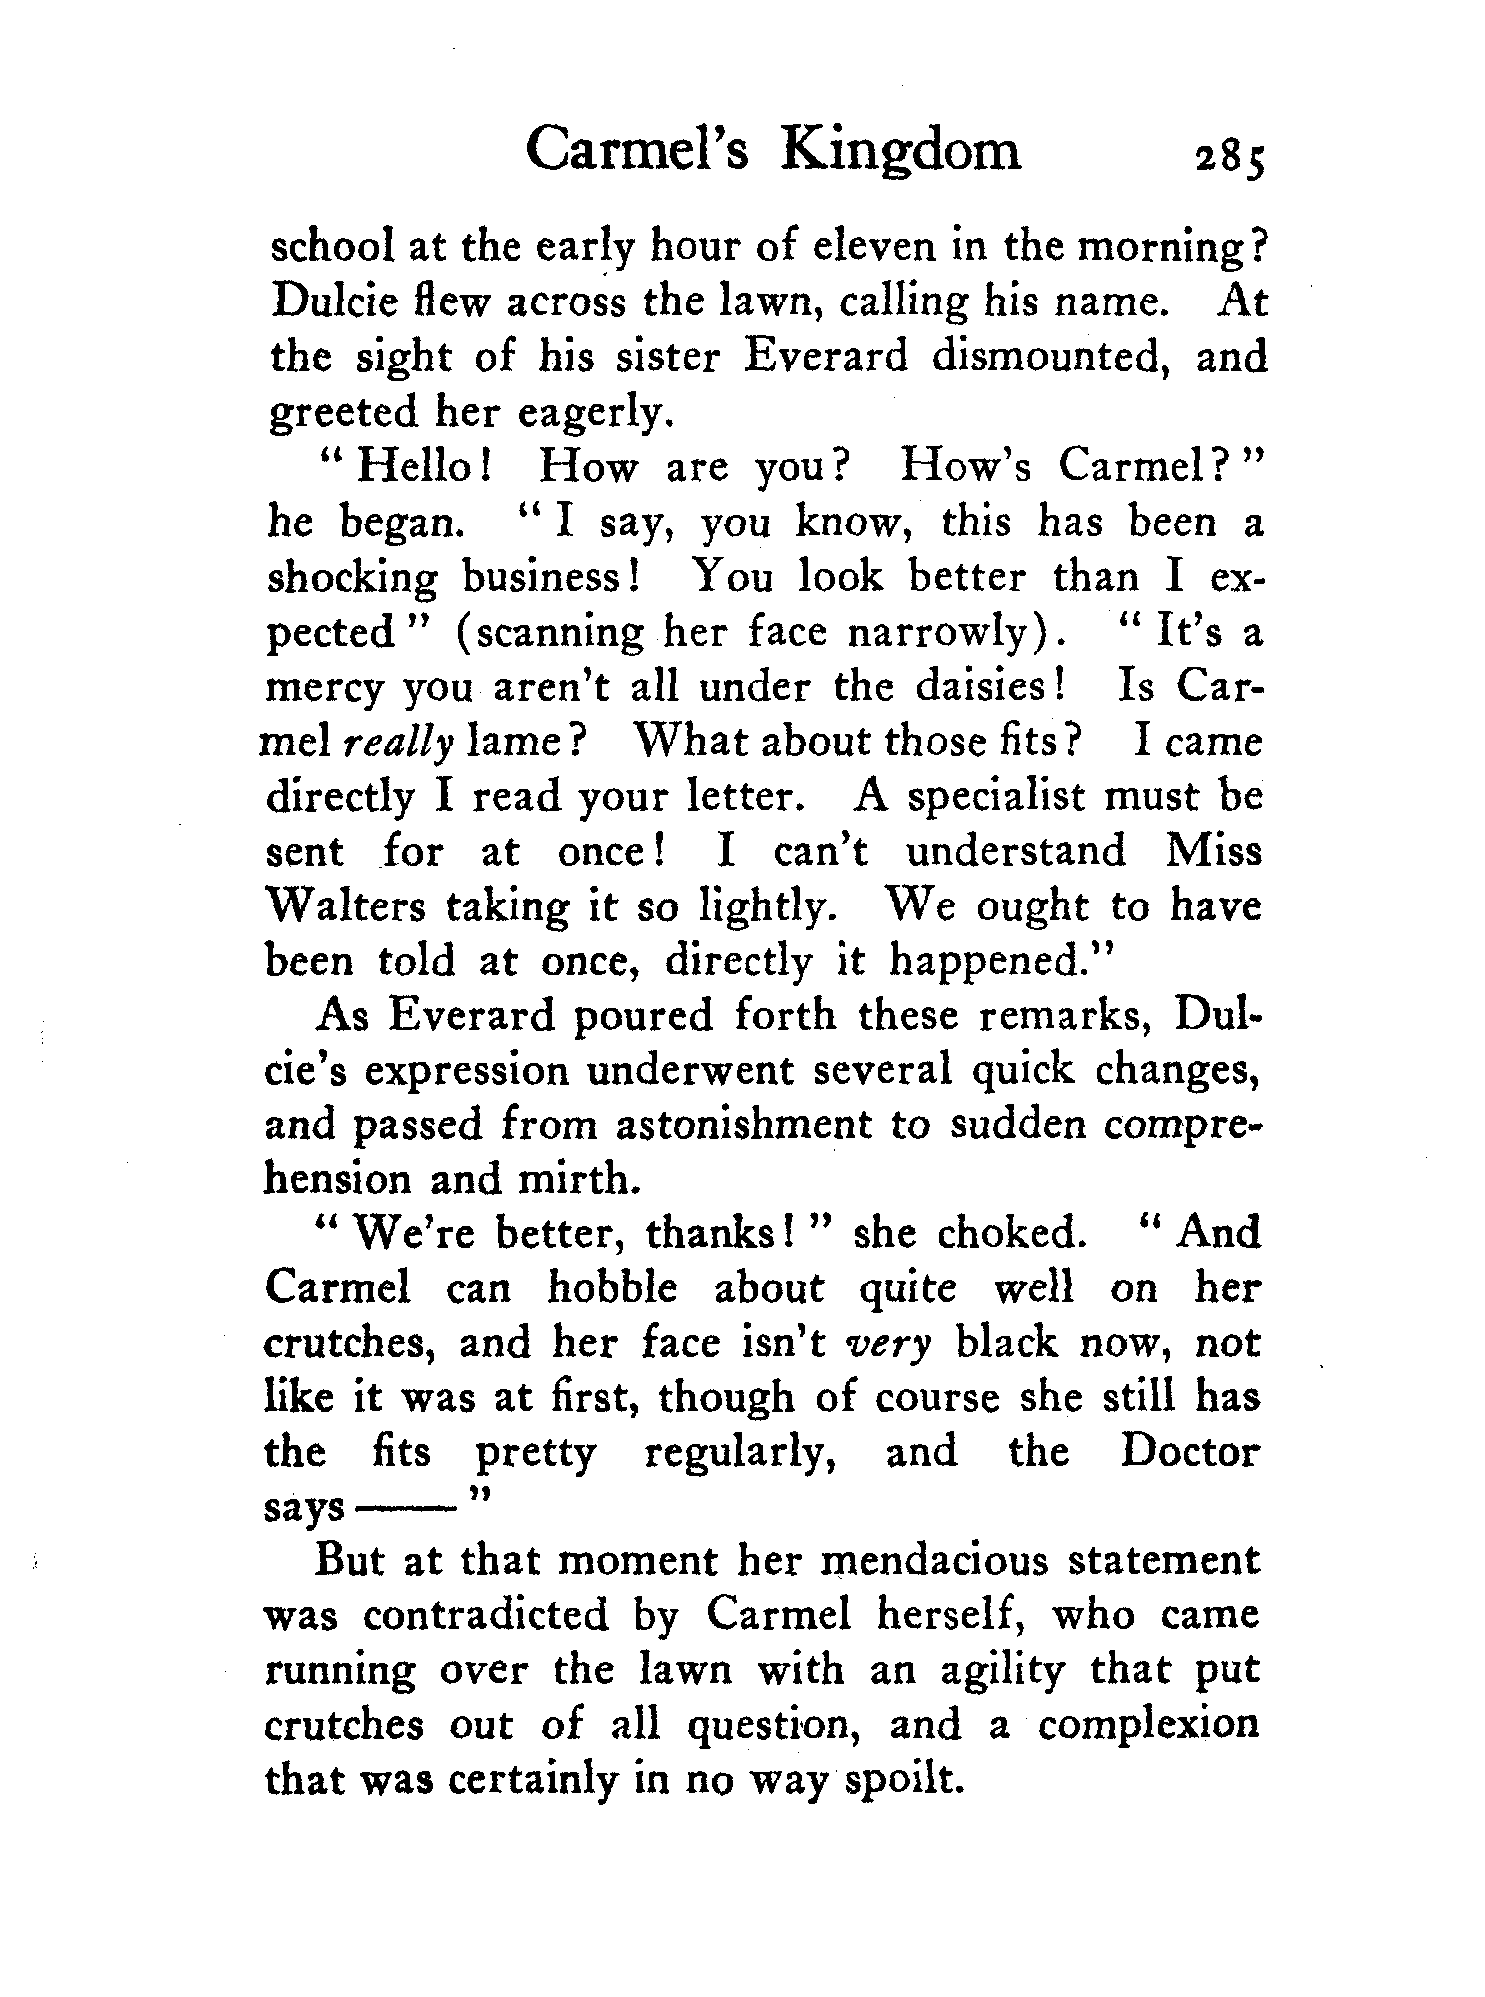 Carmel's Kingdom 285
school at the early hour of eleven in the morning?
Dulcie flew across the lawn, calling his name. At
the sight of his sister Everard dismounted, and
greeted her eagerly.
"Hello! How are you? How's Carmel?"
he began. "I say, you know, this has been a
shocking business! You look better than I ex-
pected" (scanning her face narrowly). "It's a
mercy you aren't all under the daisies! Is Car-
mel really lame? What about those fits? I came
directly I read your letter. A specialist must be
sent for at once! I can't understand Miss
Walters taking it so lightly. We ought to have
been told at once, directly it happened."
As Everard poured forth these remarks, Dul-
cie's expression underwent several quick changes,
and passed from astonishment to sudden compre-
hension and mirth.
"We're better, thanks!" she choked. "And
Carmel can hobble about quite well on her
crutches, and her face isn't very black now, not
like it was at first, though of course she still has
the fits pretty regularly, and the Doctor
says——"
But at that moment her mendacious statement
was contradicted by Carmel herself, who came
running over the lawn with an agility that put
crutches out of all question, and a complexion
that was certainly in no way spoilt.